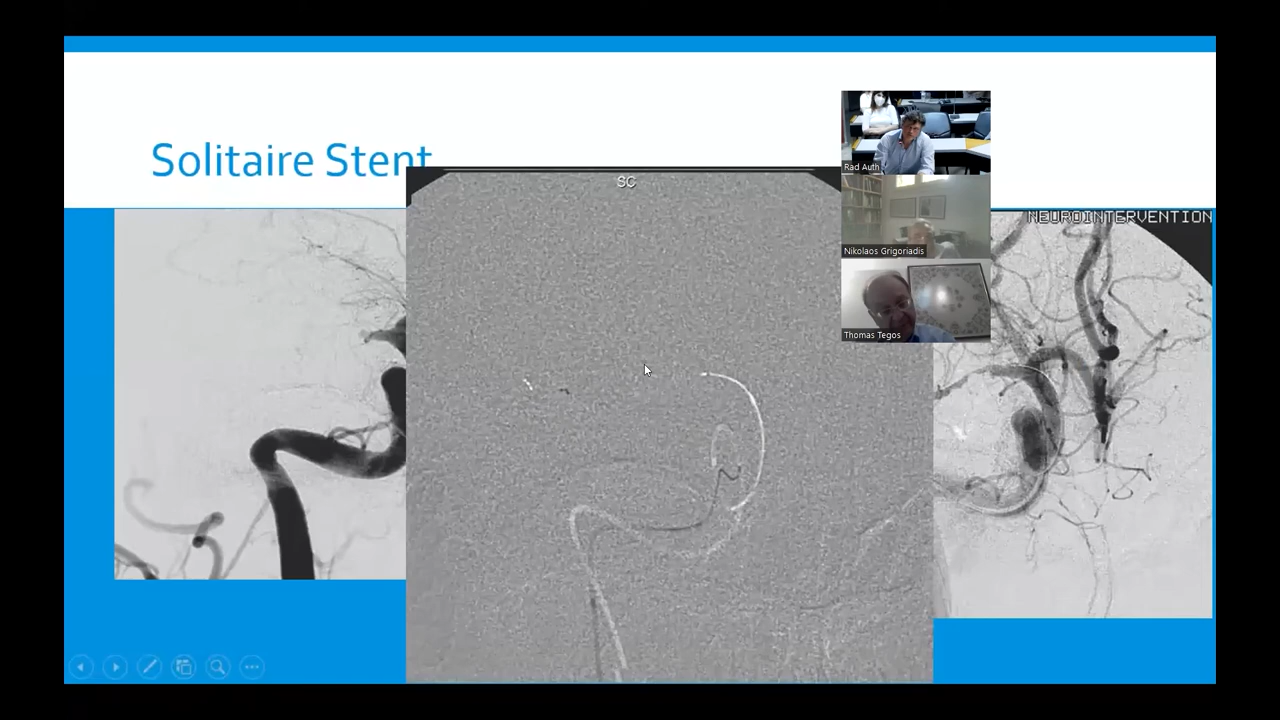 Solitaire Stent
SC
Rad Auth
Nikolaos Grigoriadis
Thomas Tegos
NEUROINTERVENTION